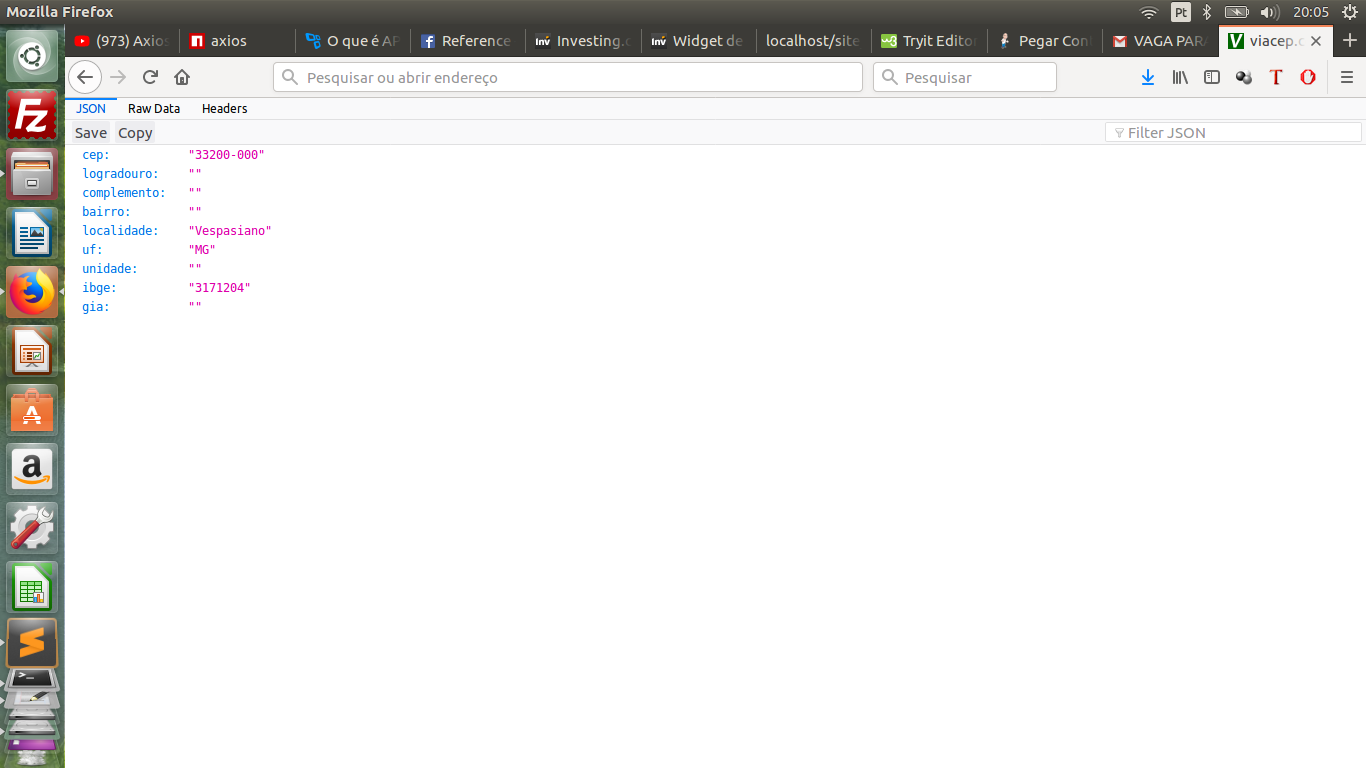 Mozilla Firefox Pt 20:05
(973) Axios axios O que é AP Reference Investing.c Widget de localhost/site Tryit Editor Pegar Con VAGA PARA viacep.c
Pesquisar ou abrir endereço Pesquisar
JSON Raw Data Headers
Save Copy Filter JSON
cep: "33200-000"
logradouro: ""
complemento: ""
bairro: ""
localidade: "Vespasiano"
uf: "MG"
unidade: ""
ibge: "3171204"
gia: ""